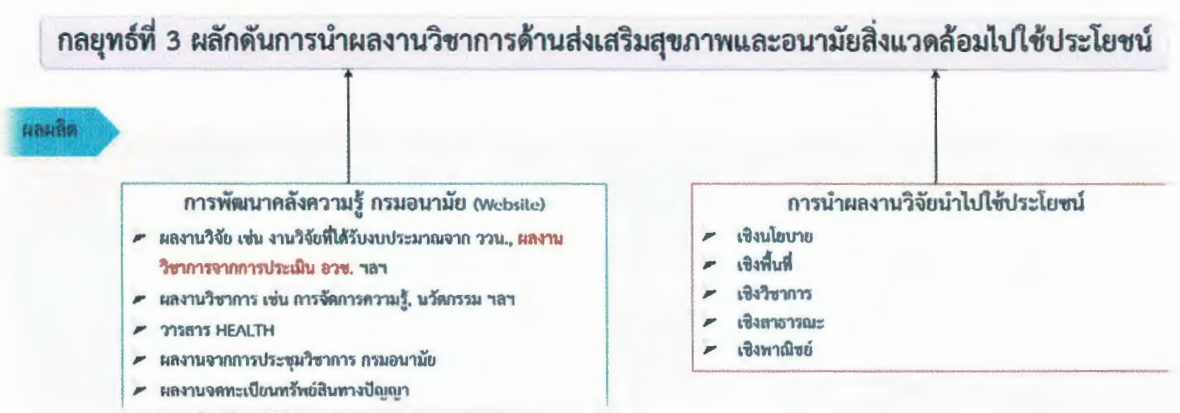 กลยุทธ์ที่ 3 ผลักดันการนำผลงานวิชาการด้านส่งเสริมสุขภาพและอนามัยสิ่งแวดล้อมไปใช้ประโยชน์
ผลผลิต
การพัฒนาคลังความรู้ กรมอนามัย (Website)
➤ ผลงานวิจัย เช่น งานวิจัยที่ได้รับงบประมาณจาก ววน., ผลงาน
วิชาการจากการประเมิน อวช. ฯลฯ
➤ ผลงานวิชาการ เช่น การจัดการความรู้, นวัตกรรม ฯลฯ
➤ วารสาร HEALTH
➤ ผลงานจากการประชุมวิชาการ กรมอนามัย
➤ ผลงานจดทะเบียนทรัพย์สินทางปัญญา
การนำผลงานวิจัยนำไปใช้ประโยชน์
➤ เชิงนโยบาย
➤ เชิงพื้นที่
➤ เชิงวิชาการ
➤ เชิงสาธารณะ
➤ เชิงพาณิชย์